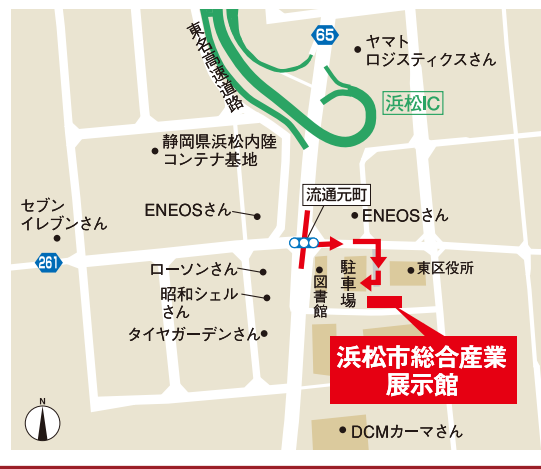 65
ヤマト
ロジスティクスさん
東名高速道路
浜松IC
静岡県浜松内陸
コンテナ基地
流通元町
セブン
イレブンさん
ENEOSさん
ENEOSさん
261
ローソンさん
図書館
駐車場
東区役所
昭和シェル
さん
タイヤガーデンさん
浜松市総合産業
展示館
N
DCMカーマさん